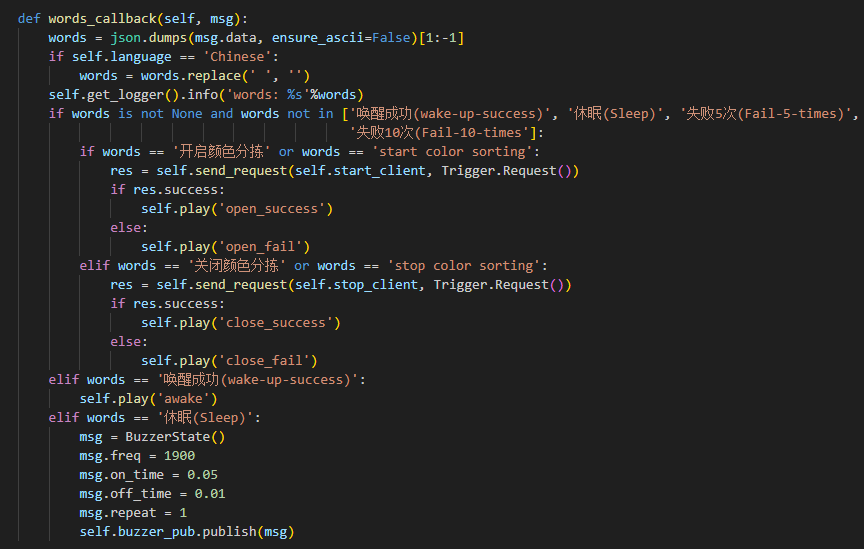 def words_callback(self, msg):
    words = json.dumps(msg.data, ensure_ascii=False)[1:-1]
    if self.language == 'Chinese':
        words = words.replace(' ', '')
    self.get_logger().info('words: %s'%words)
    if words is not None and words not in ['唤醒成功(wake-up-success)', '休眠(Sleep)', '失败5次(Fail-5-times)',
                                           '失败10次(Fail-10-times']:
        if words == '开启颜色分拣' or words == 'start color sorting':
            res = self.send_request(self.start_client, Trigger.Request())
            if res.success:
                self.play('open_success')
            else:
                self.play('open_fail')
        elif words == '关闭颜色分拣' or words == 'stop color sorting':
            res = self.send_request(self.stop_client, Trigger.Request())
            if res.success:
                self.play('close_success')
            else:
                self.play('close_fail')
    elif words == '唤醒成功(wake-up-success)':
        self.play('awake')
    elif words == '休眠(Sleep)':
        msg = BuzzerState()
        msg.freq = 1900
        msg.on_time = 0.05
        msg.off_time = 0.01
        msg.repeat = 1
        self.buzzer_pub.publish(msg)